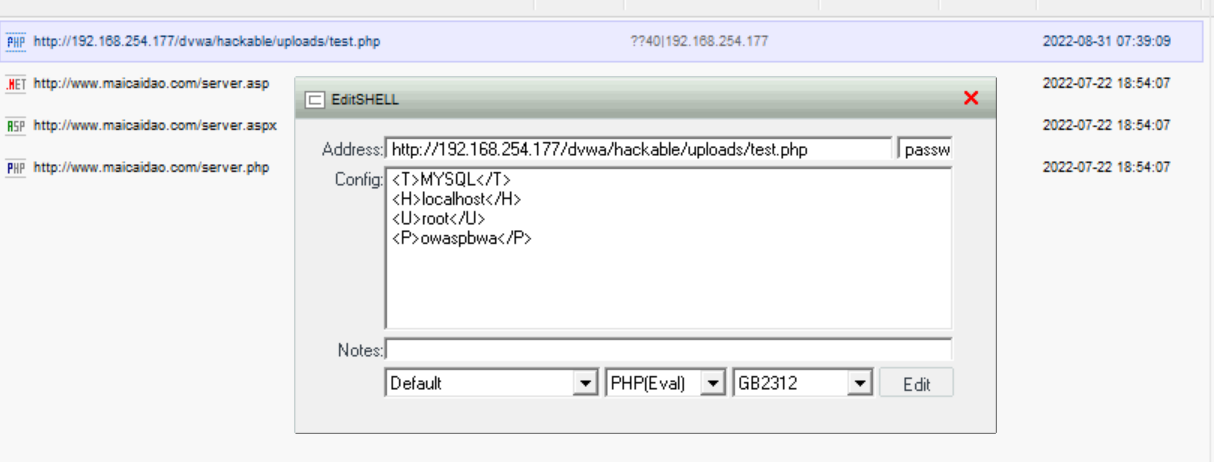 PHP http://192.168.254.177/dvwa/hackable/uploads/test.php ??40|192.168.254.177 2022-08-31 07:39:09
.NET http://www.maicaidao.com/server.asp 2022-07-22 18:54:07
ASP http://www.maicaidao.com/server.aspx 2022-07-22 18:54:07
PHP http://www.maicaidao.com/server.php 2022-07-22 18:54:07
EditSHELL
Address: http://192.168.254.177/dvwa/hackable/uploads/test.php passw
Config: <T>MYSQL</T>
<H>localhost</H>
<U>root</U>
<P>owaspbwa</P>
Notes:
Default PHP(Eval) GB2312 Edit